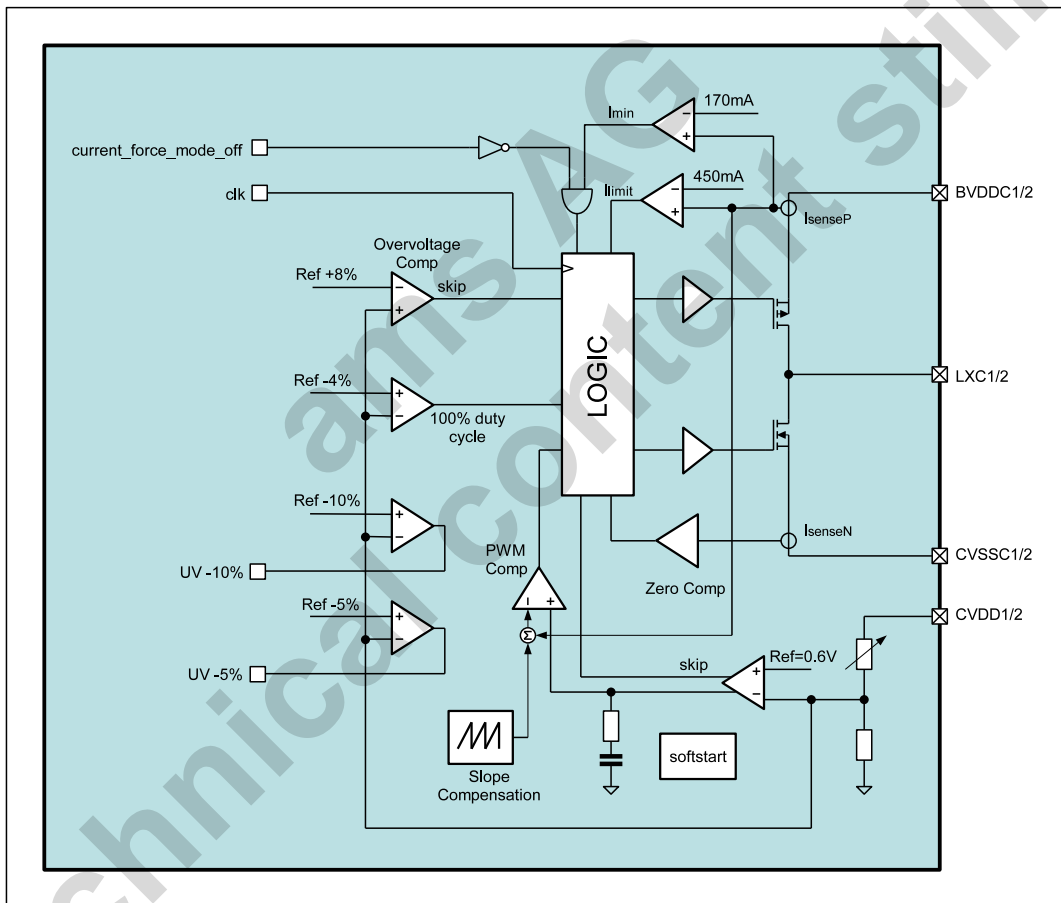 170mA
Imin
current_force_mode_off
450mA
clk
Ilimit
BVDDC1/2
IsenseP
Overvoltage
Comp
Ref +8%
skip
LOGIC
Ref -4%
LXC1/2
100% duty
cycle
Ref -10%
IsenseN
PWM
Comp
CVSSC1/2
UV -10%
Zero Comp
Ref -5%
CVDD1/2
Σ
Ref=0.6V
skip
UV -5%
softstart
Slope
Compensation
ams AG
chnical content still